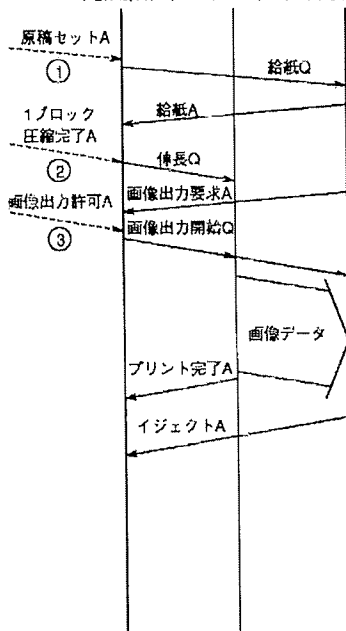 原稿セットA
①
給紙Q
給紙A
1ブロック
圧縮完了A
②
伸長Q
画像出力要求A
画像出力許可A
③
画像出力開始Q
画像データ
プリント完了A
イジェクトA